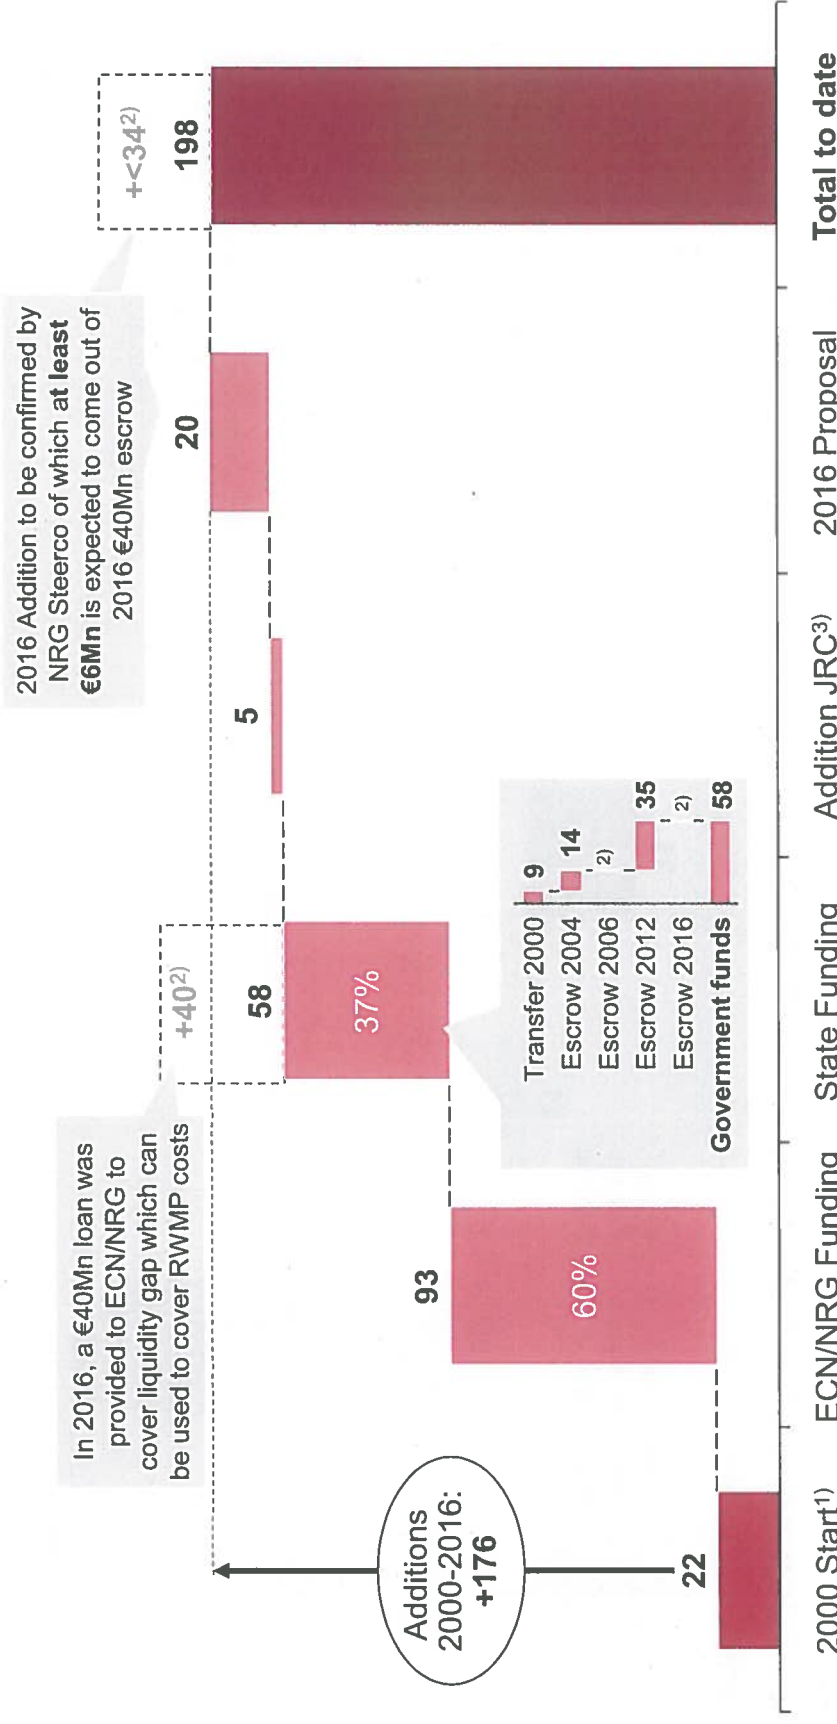 In 2016, a €40Mn loan was
provided to ECN/NRG to
cover liquidity gap which can
be used to cover RWMP costs
2016 Addition to be confirmed by
NRG Steerco of which at least
€6Mn is expected to come out of
2016 €40Mn escrow
+40²⁾
+<34²⁾
198
20
5
58
37%
93
60%
Additions
2000-2016:
+176
22
Transfer 2000 9
Escrow 2004 14
Escrow 2006 2)
Escrow 2012 35
Escrow 2016 2)
Government funds 58
2000 Start¹⁾ ECN/NRG Funding State Funding Addition JRC³⁾ 2016 Proposal Total to date